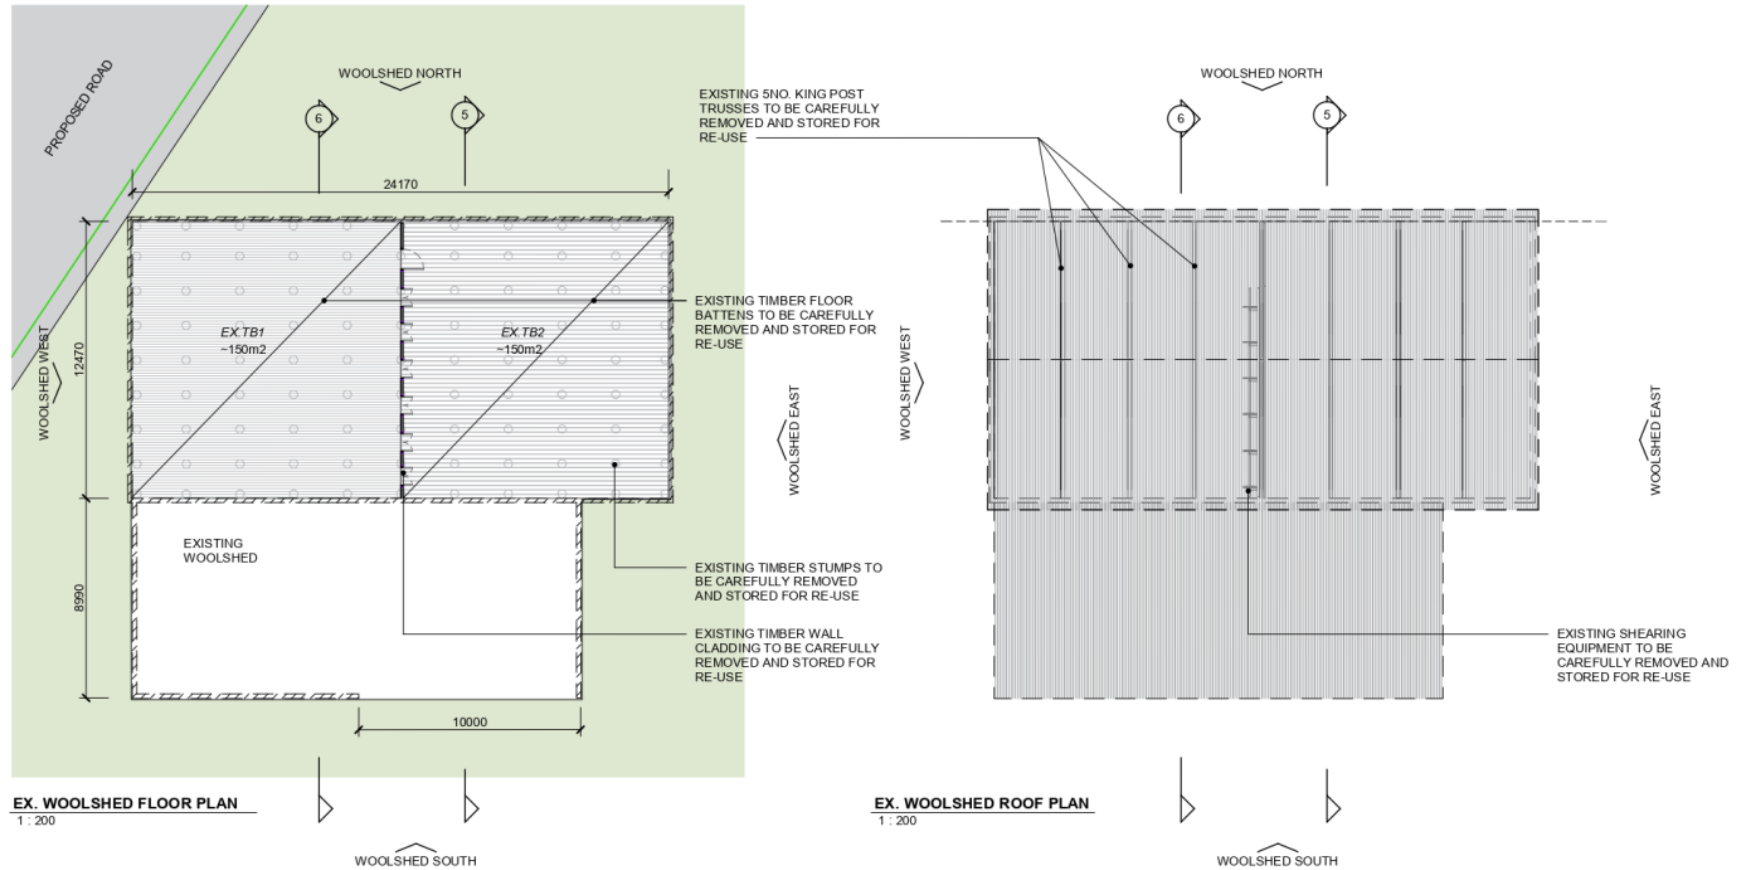 PROPOSED ROAD
WOOLSHED NORTH
6
5
24170
12470
8990
10000
WOOLSHED WEST
WOOLSHED EAST
EX.TB1
~150m2
EX.TB2
~150m2
EXISTING
WOOLSHED
EXISTING 5NO. KING POST
TRUSSES TO BE CAREFULLY
REMOVED AND STORED FOR
RE-USE
EXISTING TIMBER FLOOR
BATTENS TO BE CAREFULLY
REMOVED AND STORED FOR
RE-USE
EXISTING TIMBER STUMPS TO
BE CAREFULLY REMOVED
AND STORED FOR RE-USE
EXISTING TIMBER WALL
CLADDING TO BE CAREFULLY
REMOVED AND STORED FOR
RE-USE
EX. WOOLSHED FLOOR PLAN
1 : 200
WOOLSHED SOUTH
WOOLSHED NORTH
6
5
WOOLSHED WEST
WOOLSHED EAST
EXISTING SHEARING
EQUIPMENT TO BE
CAREFULLY REMOVED AND
STORED FOR RE-USE
EX. WOOLSHED ROOF PLAN
1 : 200
WOOLSHED SOUTH